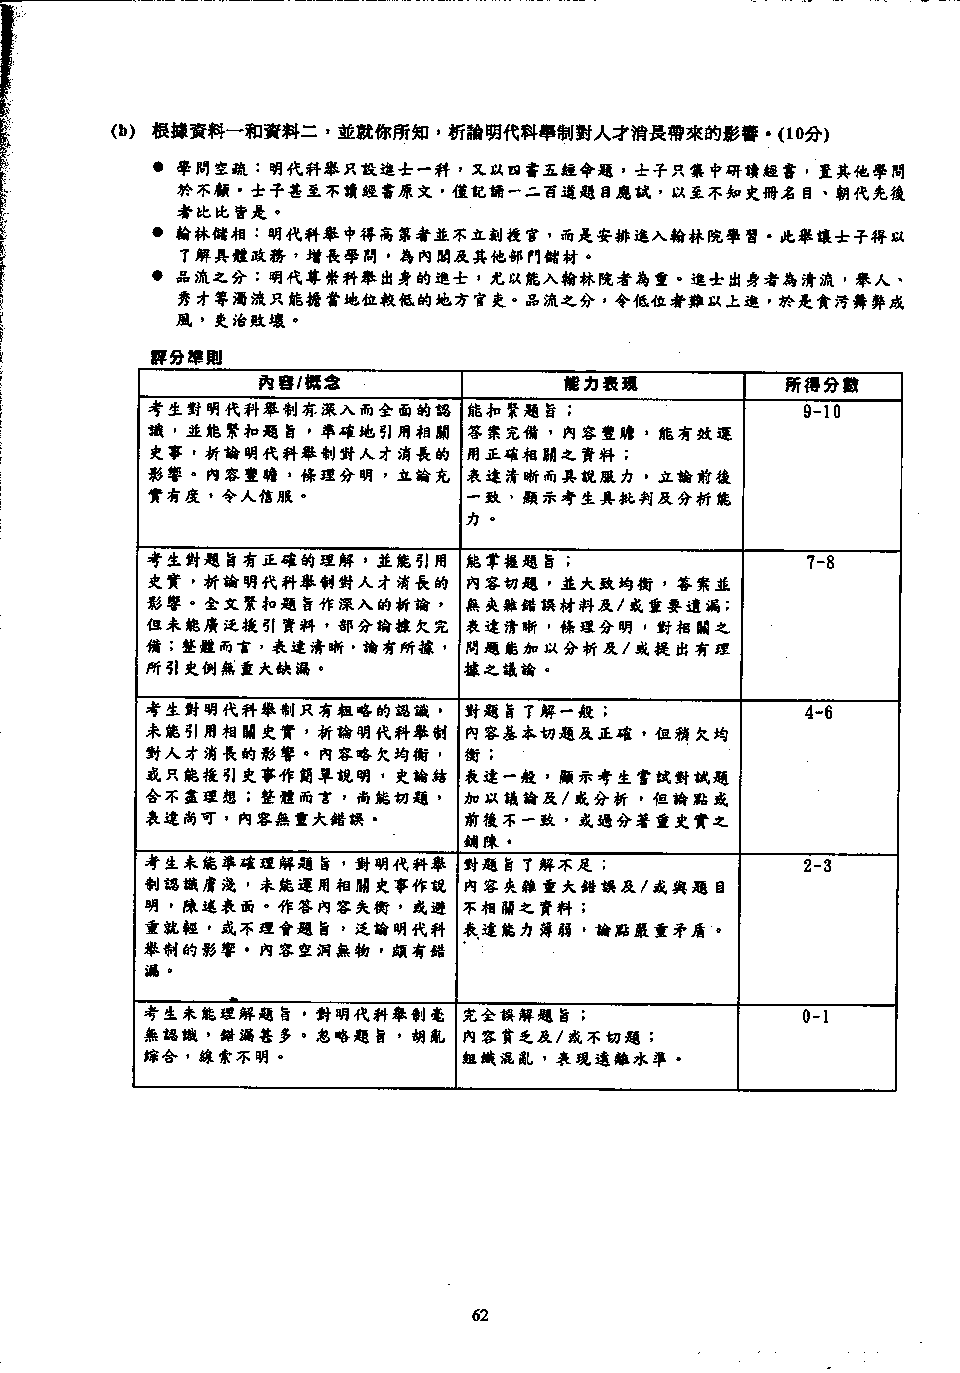 (b) 根據資料一和資料二，並就你所知，析論明代科舉制對人才消長帶來的影響。(10分)
● 學問空疏：明代科舉只設進士一科，又以四書五經命題，士子只集中研讀經書，置其他學問
於不顧。士子甚至不讀經書原文，僅記誦一二百道題目應試，以至不知史冊名目、朝代先後
者比比皆是。
● 翰林儲相：明代科舉中得高第者並不立刻授官，而是安排進入翰林院學習。此舉讓士子得以
了解具體政務，增長學問，為內閣及其他部門儲材。
● 品流之分：明代尊崇科舉出身的進士，尤以能入翰林院者為重。進士出身者為清流，舉人、
秀才等濁流只能擔當地位較低的地方官吏。品流之分，令低位者難以上進，於是貪污舞弊成
風，吏治敗壞。
評分準則
內容/概念 能力表現 所得分數
考生對明代科舉制有深入而全面的認
識，並能緊扣題旨，準確地引用相關
史事，析論明代科舉制對人才消長的
影響。內容豐贍，條理分明，立論充
實有度，令人信服。
能扣緊題旨；
答案完備，內容豐贍，能有效運
用正確相關之資料；
表達清晰而具說服力，立論前後
一致，顯示考生具批判及分析能
力。
9-10
考生對題旨有正確的理解，並能引用
史實，析論明代科舉制對人才消長的
影響。全文緊扣題旨作深入的析論，
但未能廣泛援引資料，部分論據欠完
備；整體而言，表達清晰，論有所據，
所引史例無重大缺漏。
能掌握題旨；
內容切題，並大致均衡，答案並
無夾雜錯誤材料及/或重要遺漏；
表達清晰，條理分明，對相關之
問題能加以分析及/或提出有理
據之議論。
7-8
考生對明代科舉制只有粗略的認識，
未能引用相關史實，析論明代科舉制
對人才消長的影響。內容略欠均衡，
或只能援引史事作簡單說明，史論結
合不盡理想；整體而言，尚能切題，
表達尚可，內容無重大錯誤。
對題旨了解一般；
內容基本切題及正確，但稍欠均
衡；
表達一般，顯示考生嘗試對試題
加以議論及/或分析，但論點或
前後不一致，或過分著重史實之
鋪陳。
4-6
考生未能準確理解題旨，對明代科舉
制認識膚淺，未能運用相關史事作說
明，陳述表面。作答內容失衡，或避
重就輕，或不理會題旨，泛論明代科
舉制的影響。內容空洞無物，頗有錯
漏。
對題旨了解不足；
內容夾雜重大錯誤及/或與題目
不相關之資料；
表達能力薄弱，論點嚴重矛盾。
2-3
考生未能理解題旨，對明代科舉制毫
無認識，錯漏甚多。忽略題旨，胡亂
綜合，線索不明。
完全誤解題旨；
內容貧乏及/或不切題；
組織混亂，表現遠離水準。
0-1
62